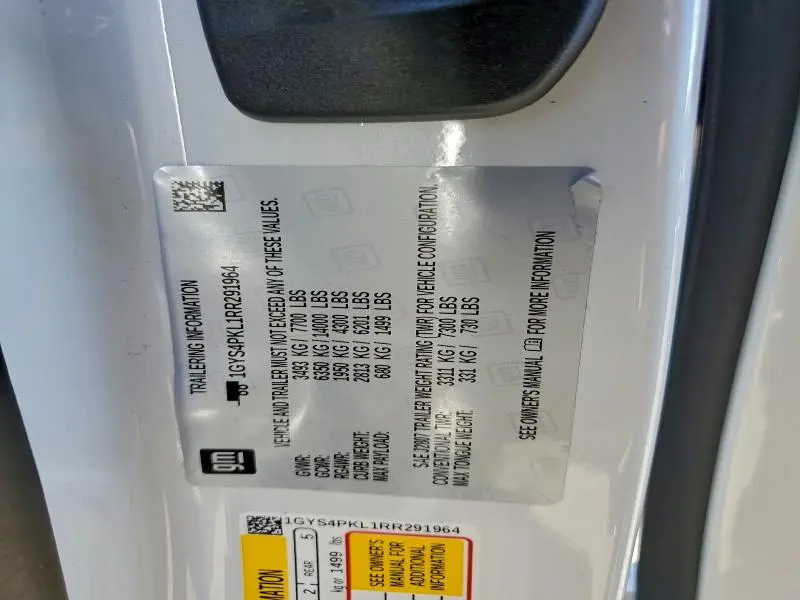 gm
TRAILERING INFORMATION
1GYS4PKL1RR291964
VEHICLE AND TRAILER MUST NOT EXCEED ANY OF THESE VALUES.
GVWR: 3493 KG / 7700 LBS
GCWR: 6350 KG / 14000 LBS
RGAWR: 1950 KG / 4300 LBS
CURB WEIGHT: 2813 KG / 6201 LBS
MAX PAYLOAD: 680 KG / 1499 LBS
SAE J2807 TRAILER WEIGHT RATING (TWR) FOR VEHICLE CONFIGURATION.
CONVENTIONAL TWR: 3311 KG / 7300 LBS
MAX TONGUE WEIGHT: 331 KG / 730 LBS
SEE OWNER'S MANUAL FOR MORE INFORMATION
1GYS4PKL1RR291964
MATION
2 REAR 5
kg or 1499 lbs
SEE OWNER'S
MANUAL FOR
ADDITIONAL
INFORMATION